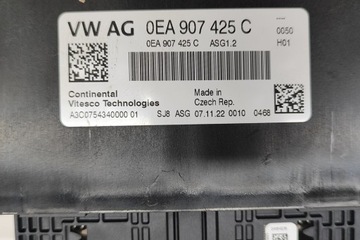 VW AG 0EA 907 425 C
0050
0EA 907 425 C ASG1.2 H01
Continental Made in
Vitesco Technologies Czech Rep.
A3C0754340000 01 SJ8 ASG 07.11.22 0010 0468